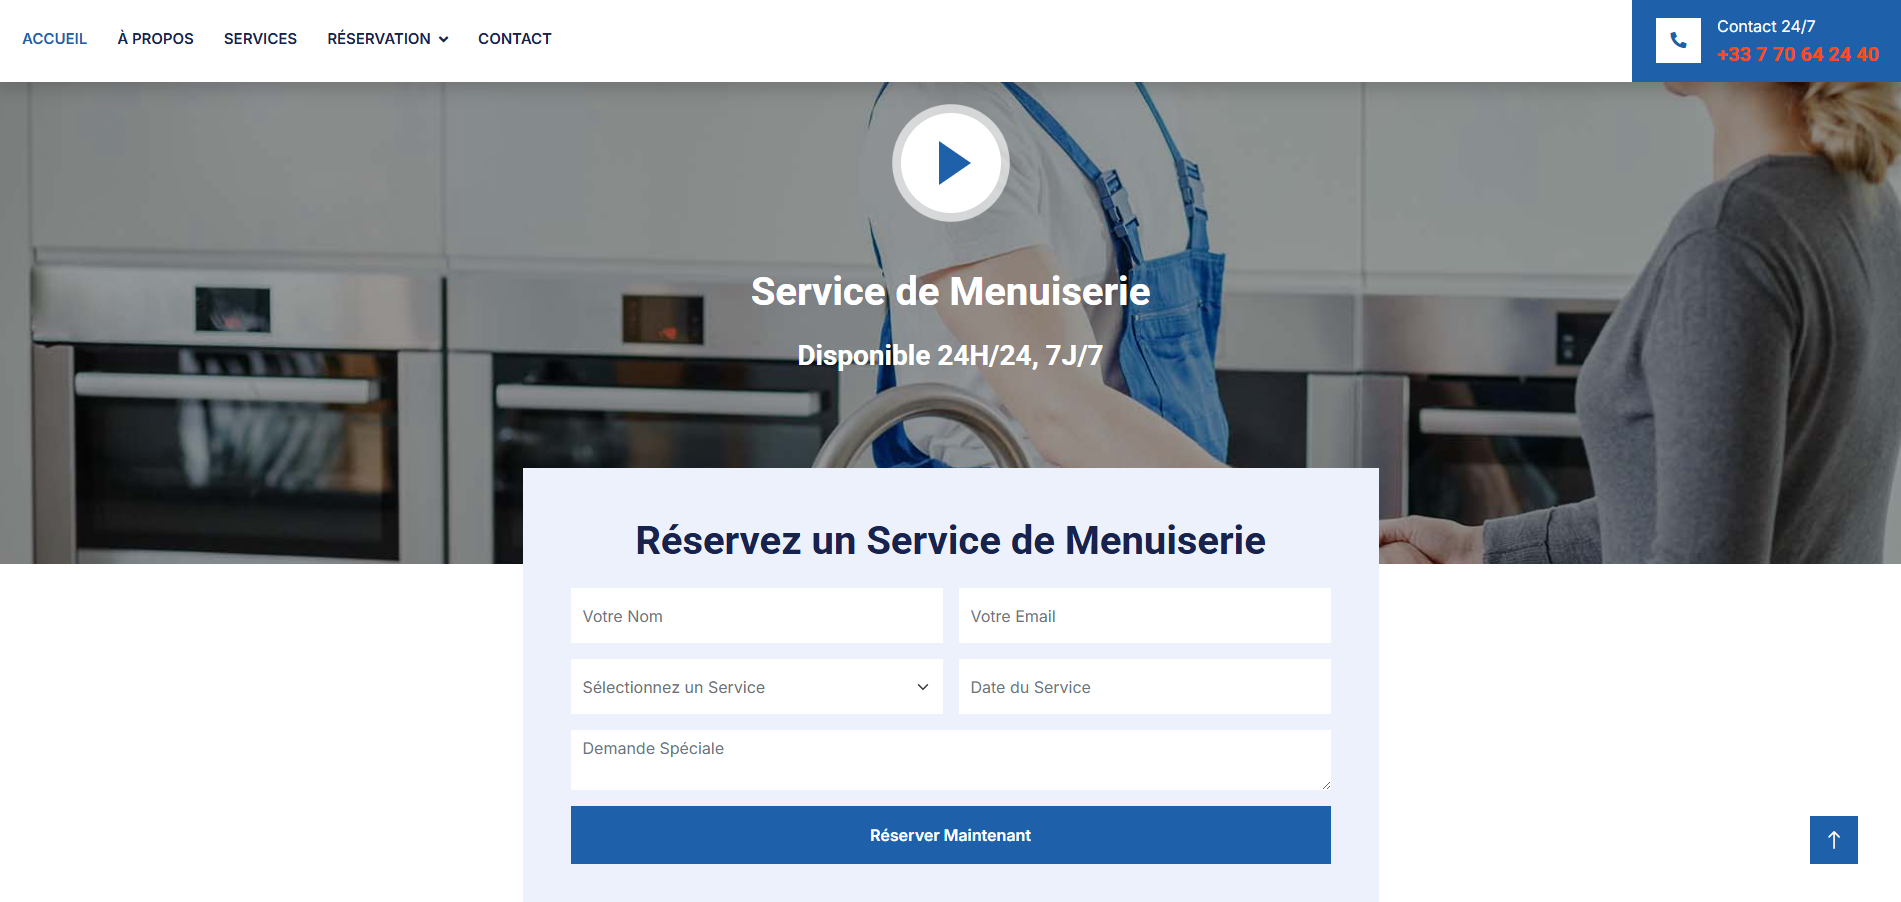 ACCUEIL À PROPOS SERVICES RÉSERVATION CONTACT
Contact 24/7
+33 7 70 64 24 40
Service de Menuiserie
Disponible 24H/24, 7J/7
Réservez un Service de Menuiserie
Votre Nom Votre Email
Sélectionnez un Service Date du Service
Demande Spéciale
Réserver Maintenant